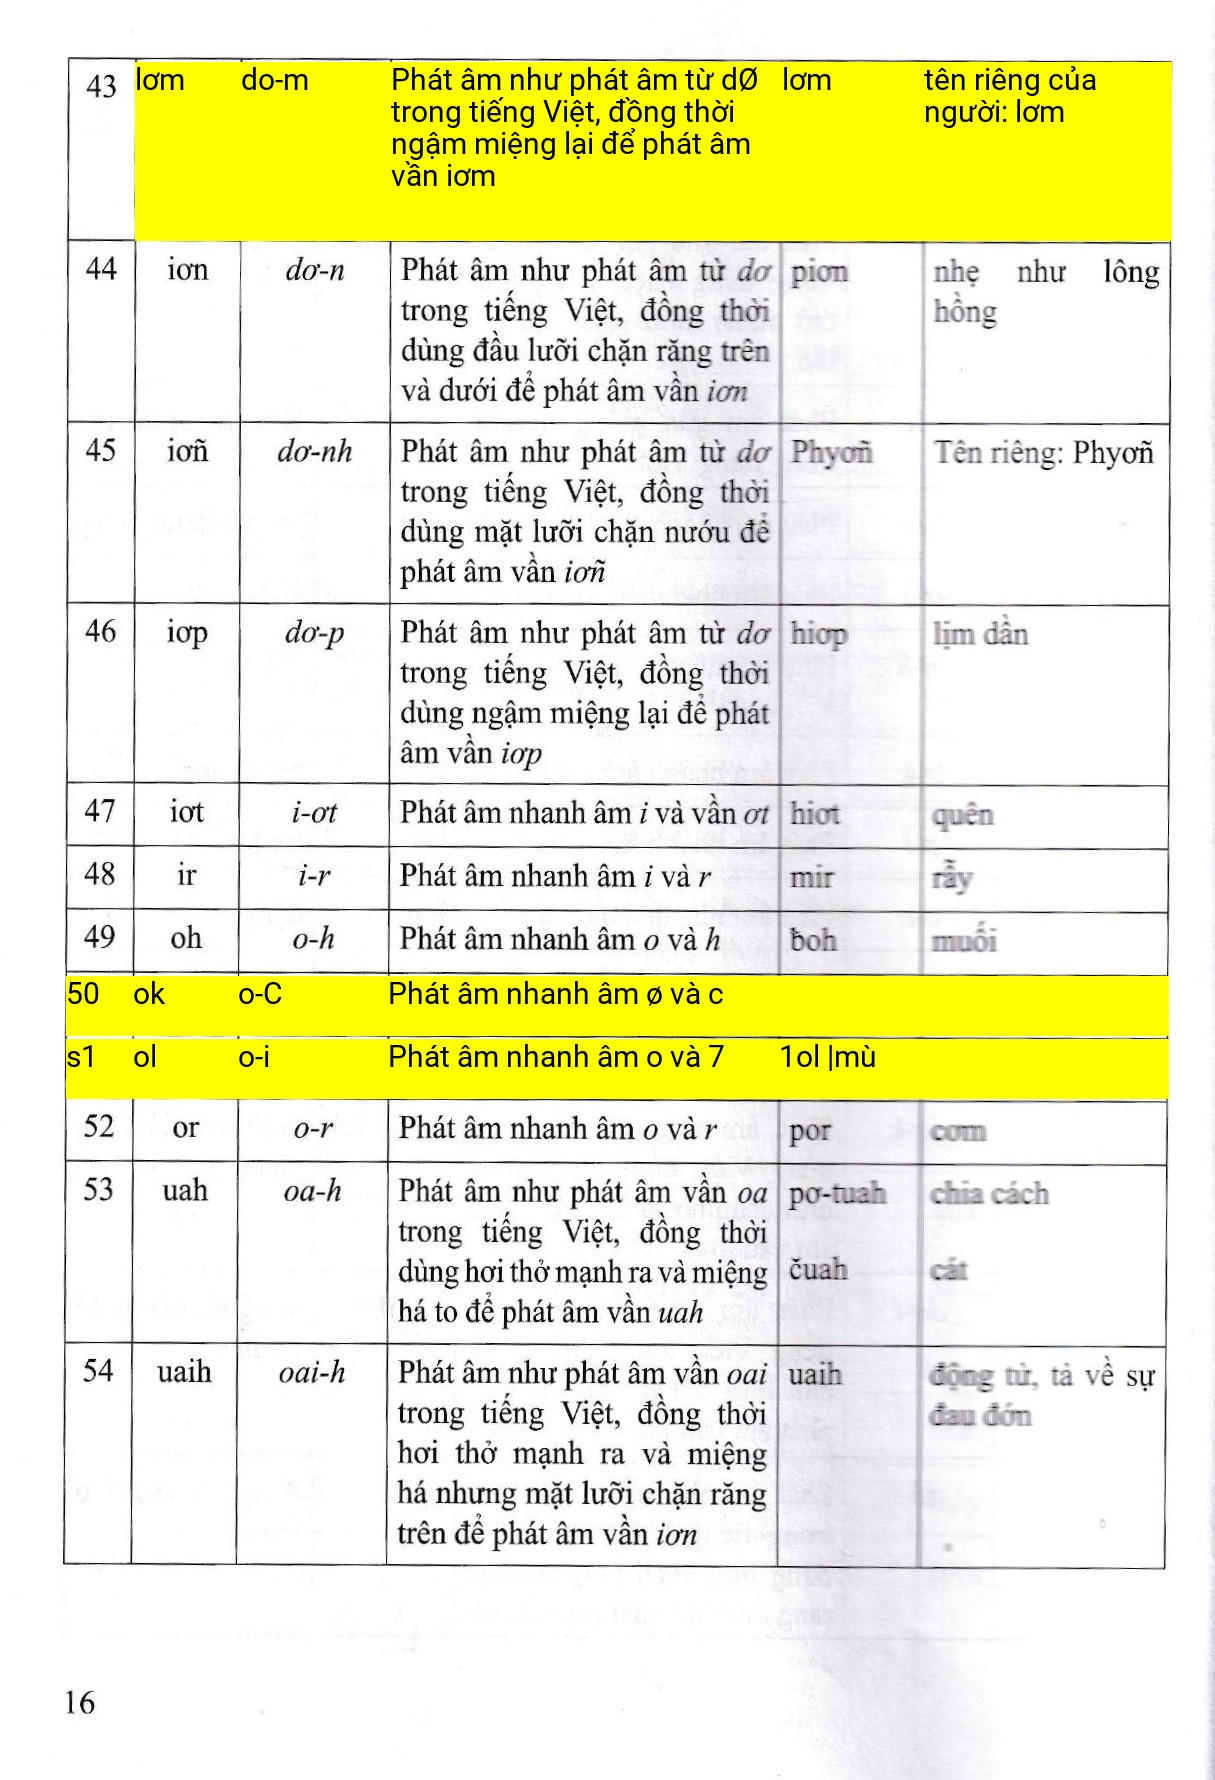 43 lơm do-m Phát âm như phát âm từ dØ lơm tên riêng của
trong tiếng Việt, đồng thời người: lơm
ngậm miệng lại để phát âm
vần iơm
44 iơn dơ-n Phát âm như phát âm từ dơ piơn nhẹ như lông
trong tiếng Việt, đồng thời hồng
dùng đầu lưỡi chặn răng trên
và dưới để phát âm vần iơn
45 iơñ dơ-nh Phát âm như phát âm từ dơ Phyơñ Tên riêng: Phyơñ
trong tiếng Việt, đồng thời
dùng mặt lưỡi chặn nướu để
phát âm vần iơñ
46 iơp dơ-p Phát âm như phát âm từ dơ hiơp lịm dần
trong tiếng Việt, đồng thời
dùng ngậm miệng lại để phát
âm vần iơp
47 iơt i-ơt Phát âm nhanh âm i và vần ơt hiơt quên
48 ir i-r Phát âm nhanh âm i và r mir rẫy
49 oh o-h Phát âm nhanh âm o và h ƀoh muối
50 ok o-C Phát âm nhanh âm ø và c
s1 ol o-i Phát âm nhanh âm o và 7 1ol |mù
52 or o-r Phát âm nhanh âm o và r por cơm
53 uah oa-h Phát âm như phát âm vần oa pơ-tuah chia cách
trong tiếng Việt, đồng thời
dùng hơi thở mạnh ra và miệng čuah cát
há to để phát âm vần uah
54 uaih oai-h Phát âm như phát âm vần oai uaih động từ, tả về sự
trong tiếng Việt, đồng thời đau đớn
hơi thở mạnh ra và miệng
há nhưng mặt lưỡi chặn răng
trên để phát âm vần iơn
16